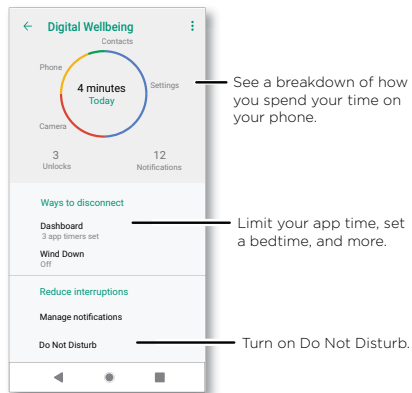 Digital Wellbeing
Contacts
Phone
4 minutes
Today
Settings
Camera
3
Unlocks
12
Notifications
Ways to disconnect
Dashboard
3 app timers set
Wind Down
Off
Reduce interruptions
Manage notifications
Do Not Disturb
See a breakdown of how
you spend your time on
your phone.
Limit your app time, set
a bedtime, and more.
Turn on Do Not Disturb.